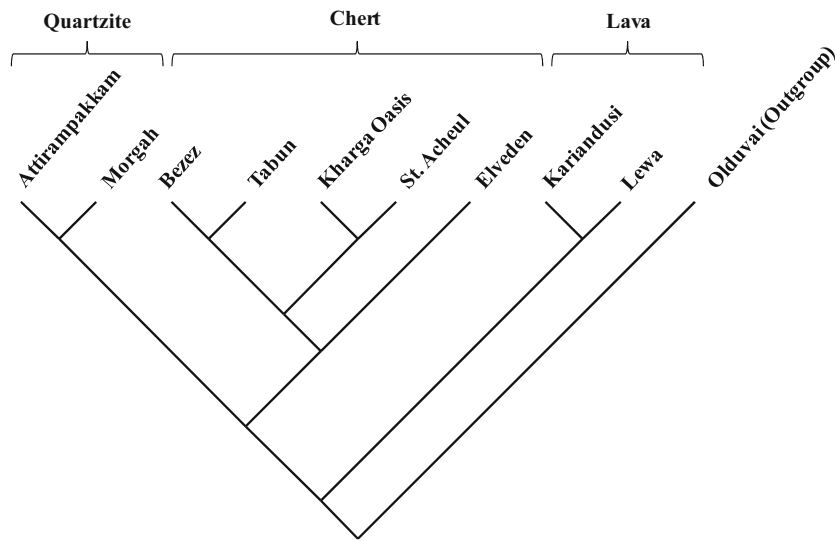 Quartzite
Chert
Lava
Attirampakkam
Morgah
Bezez
Tabun
Kharga Oasis
St. Acheul
Elveden
Kariandusi
Lewa
Olduvai (Outgroup)